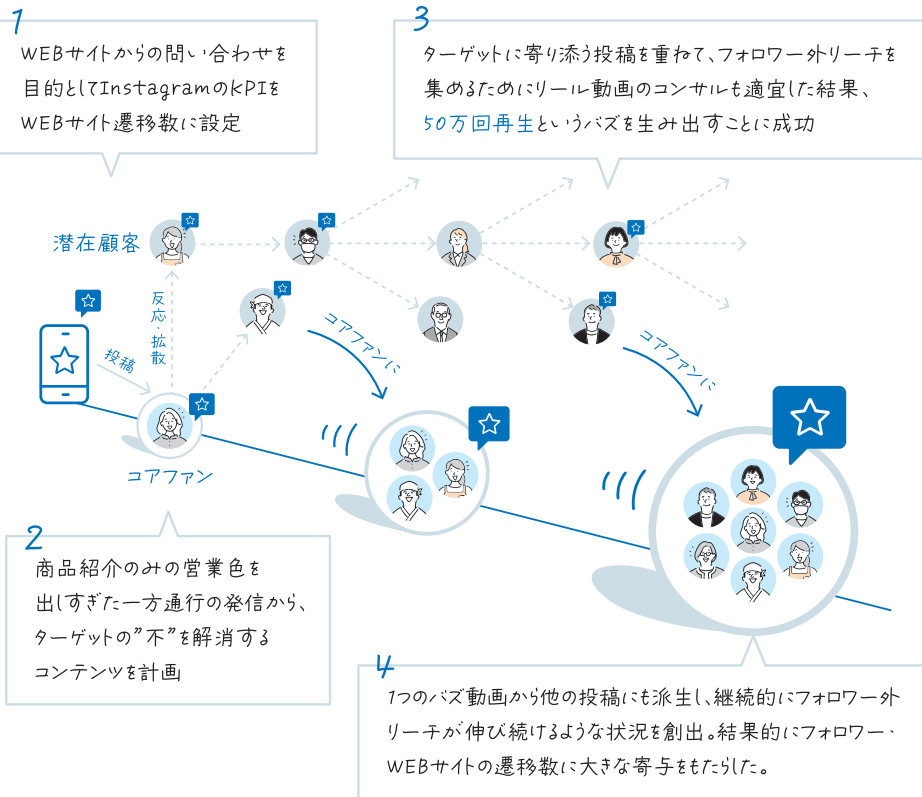 1
WEBサイトからの問い合わせを
目的としてInstagramのKPIを
WEBサイト遷移数に設定
3
ターゲットに寄り添う投稿を重ねて、フォロワー外リーチを
集めるためにリール動画のコンサルも適宜した結果、
50万回再生というバズを生み出すことに成功
潜在顧客
反応・拡散
投稿
コアファンに
コアファンに
コアファン
2
商品紹介のみの営業色を
出しすぎた一方通行の発信から、
ターゲットの”不”を解消する
コンテンツを計画
4
1つのバズ動画から他の投稿にも派生し、継続的にフォロワー外
リーチが伸び続けるような状況を創出。結果的にフォロワー・
WEBサイトの遷移数に大きな寄与をもたらした。